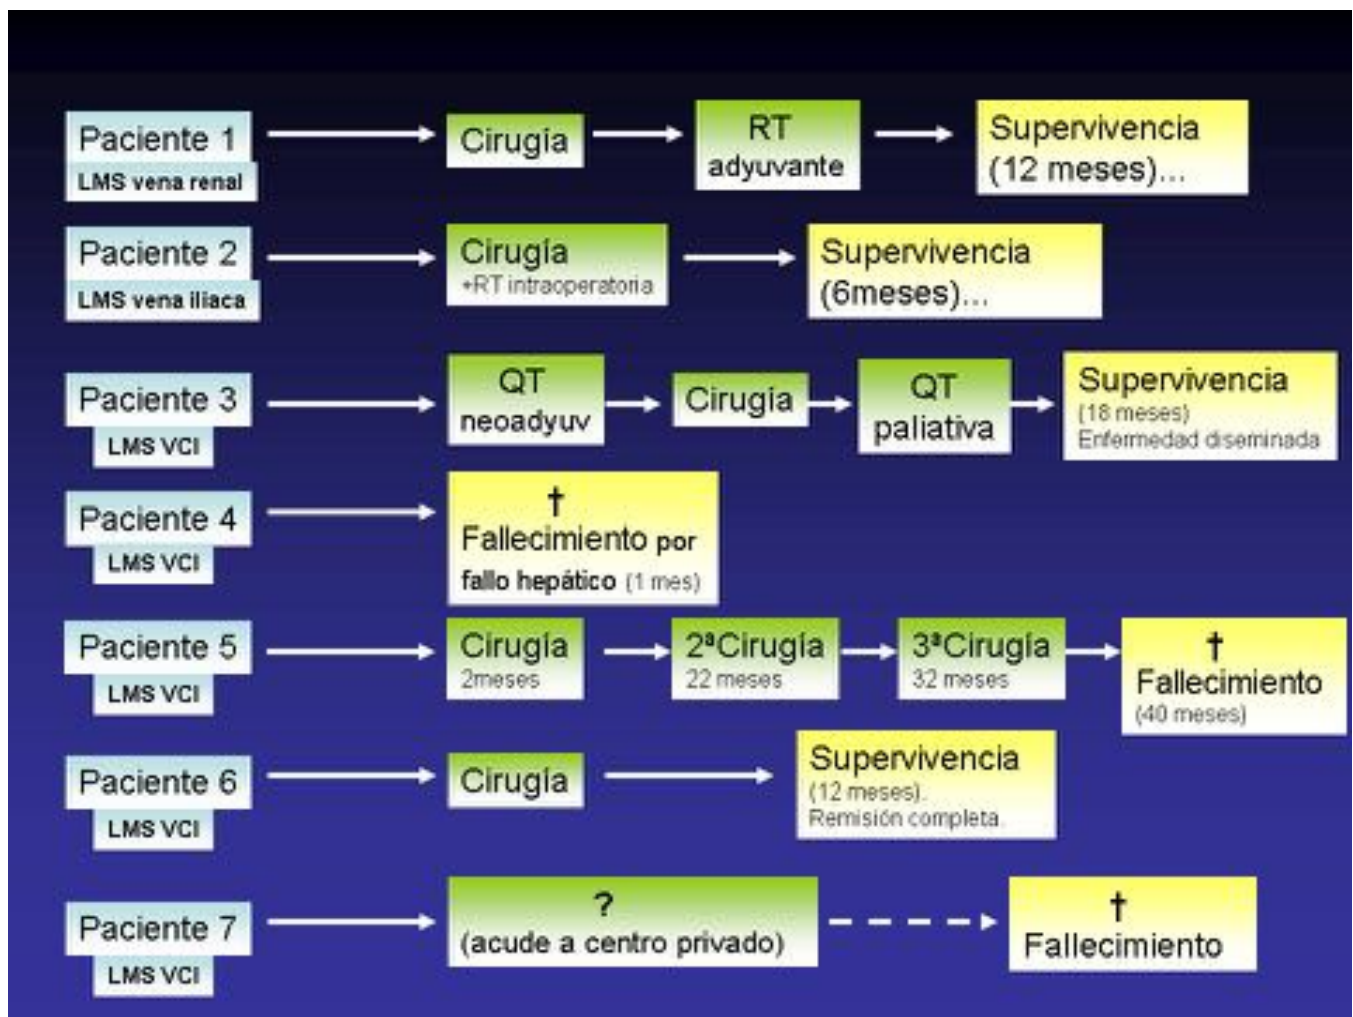 Paciente 1
LMS vena renal
Cirugía
RT
adyuvante
Supervivencia
(12 meses)...
Paciente 2
LMS vena iliaca
Cirugía
+RT intraoperatoria
Supervivencia
(6meses)...
Paciente 3
LMS VCI
QT
neoadyuv
Cirugía
QT
paliativa
Supervivencia
(18 meses)
Enfermedad diseminada
Paciente 4
LMS VCI
†
Fallecimiento por
fallo hepático (1 mes)
Paciente 5
LMS VCI
Cirugía
2meses
2ªCirugía
22 meses
3ªCirugía
32 meses
†
Fallecimiento
(40 meses)
Paciente 6
LMS VCI
Cirugía
Supervivencia
(12 meses).
Remisión completa.
Paciente 7
LMS VCI
?
(acude a centro privado)
†
Fallecimiento